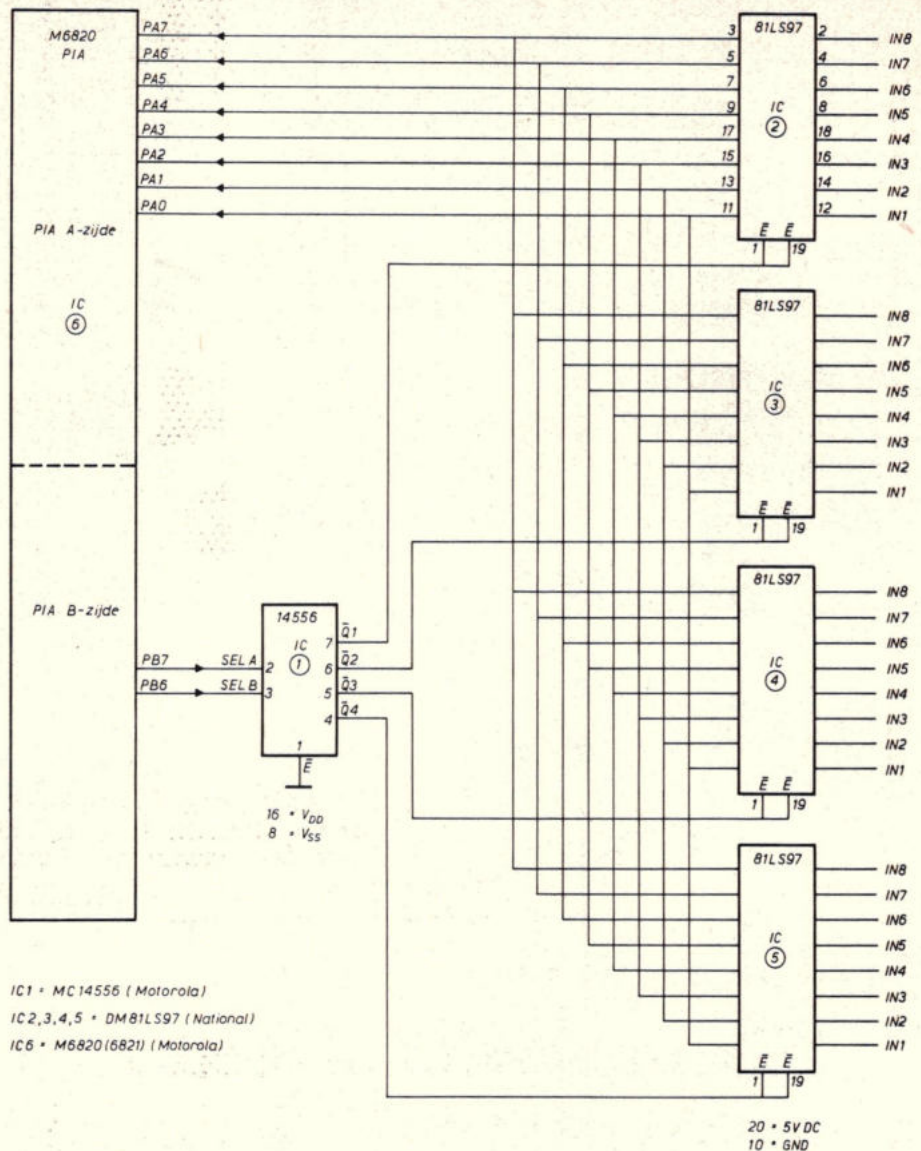 M6820
PIA
PIA A-zijde
IC
6
PIA B-zijde
PA7
PA6
PA5
PA4
PA3
PA2
PA1
PA0
PB7
PB6
SEL A
SEL B
2
3
14556
IC
1
7
6
5
4
Q̄1
Q̄2
Q̄3
Q̄4
1
Ē
16 = VDD
8 = VSS
3
5
7
9
17
15
13
11
81LS97
IC
2
Ē Ē
1 19
2
4
6
8
18
16
14
12
IN8
IN7
IN6
IN5
IN4
IN3
IN2
IN1
81LS97
IC
3
Ē Ē
1 19
IN8
IN7
IN6
IN5
IN4
IN3
IN2
IN1
81LS97
IC
4
Ē Ē
1 19
IN8
IN7
IN6
IN5
IN4
IN3
IN2
IN1
81LS97
IC
5
Ē Ē
1 19
IN8
IN7
IN6
IN5
IN4
IN3
IN2
IN1
20 = 5V DC
10 = GND
IC1 = MC14556 (Motorola)
IC2,3,4,5 = DM81LS97 (National)
IC6 = M6820 (6821) (Motorola)